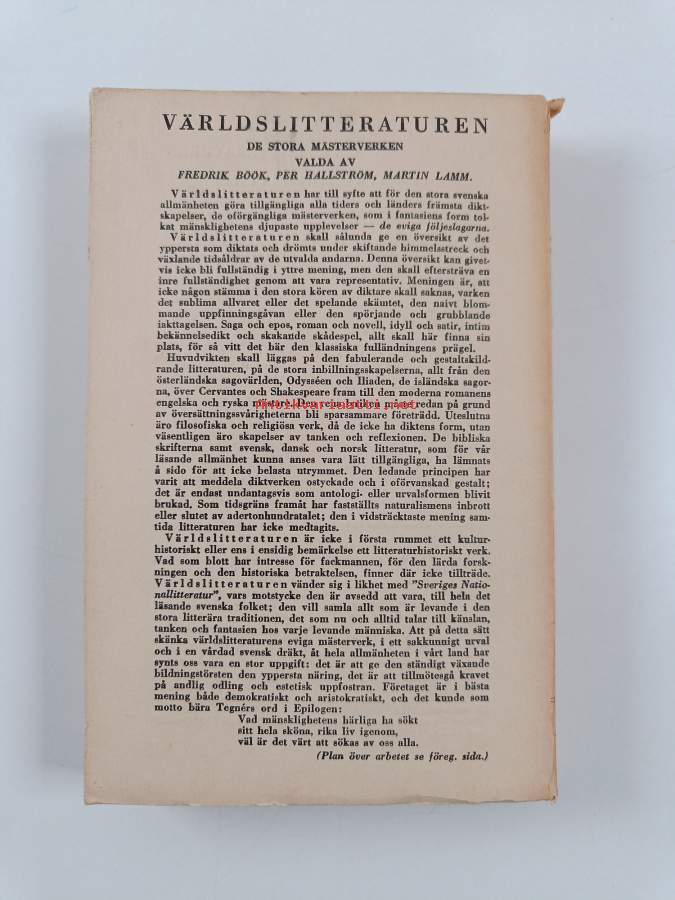 VÄRLDSLITTERATUREN
DE STORA MÄSTERVERKEN
VALDA AV
FREDRIK BÖÖK, PER HALLSTRÖM, MARTIN LAMM.
Världslitteraturen har till syfte att för den stora svenska
allmänheten göra tillgängliga alla tiders och länders främsta dikt-
skapelser, de oförgängliga mästerverken, som i fantasiens form tol-
kat mänsklighetens djupaste upplevelser — de eviga följeslagarna.
Världslitteraturen skall sålunda ge en översikt av det
yppersta som diktats och drömts under skiftande himmelsstreck och
växlande tidsåldrar av de utvalda andarna. Denna översikt kan givet-
vis icke bli fullständig i yttre mening, men den skall eftersträva en
inre fullständighet genom att vara representativ. Meningen är, att
icke någon stämma i den stora kören av diktare skall saknas, varken
det sublima allvaret eller det spelande skämtet, den naivt blom-
mande uppfinningsgåvan eller den spörjande och grubblande
iakttagelsen. Saga och epos, roman och novell, idyll och satir, intim
bekännelsedikt och skakande skådespel, allt skall här finna sin
plats, för så vitt det bär den klassiska fulländningens prägel.
Huvudvikten skall läggas på den fabulerande och gestaltskild-
rande litteraturen, på de stora inbillningsskapelserna, allt från den
österländska sagovärlden, Odysséen och Iliaden, de isländska sagor-
na, över Cervantes och Shakespeare fram till den moderna romanens
engelska och ryska mästare. Den rena lyriken måste redan på grund
av översättningssvårigheterna bli sparsammare företrädd. Uteslutna
äro filosofiska och religiösa verk, då de icke ha diktens form, utan
väsentligen äro skapelser av tanken och reflexionen. De bibliska
skrifterna samt svensk, dansk och norsk litteratur, som för vår
läsande allmänhet kunna anses vara lätt tillgängliga, ha lämnats
å sido för att icke belasta utrymmet. Den ledande principen har
varit att meddela diktverken ostyckade och i oförvanskad gestalt;
det är endast undantagsvis som antologi- eller urvalsformen blivit
brukad. Som tidsgräns framåt har fastställts naturalismens inbrott
eller slutet av adertonhundratalet; den i vidsträcktaste mening sam-
tida litteraturen har icke medtagits.
Världslitteraturen är icke i första rummet ett kultur-
historiskt eller ens i ensidig bemärkelse ett litteraturhistoriskt verk.
Vad som blott har intresse för fackmannen, för den lärda forsk-
ningen och den historiska betraktelsen, finner där icke tillträde.
Världslitteraturen vänder sig i likhet med "Sveriges Natio-
nallitteratur", vars motstycke den är avsedd att vara, till hela det
läsande svenska folket; den vill samla allt som är levande i den
stora litterära traditionen, det som nu och alltid talar till känslan,
tanken och fantasien hos varje levande människa. Att på detta sätt
skänka världslitteraturens eviga mästerverk, i ett sakkunnigt urval
och i en vårdad svensk dräkt, åt hela allmänheten i vårt land har
synts oss vara en stor uppgift: det är att ge den ständigt växande
bildningstörsten den yppersta näring, det är att tillmötesgå kravet
på andlig odling och estetisk uppfostran. Företaget är i bästa
mening både demokratiskt och aristokratiskt, och det kunde som
motto bära Tegnérs ord i Epilogen:
Vad mänsklighetens härliga ha sökt
sitt hela sköna, rika liv igenom,
väl är det värt att sökas av oss alla.
(Plan över arbetet se föreg. sida.)